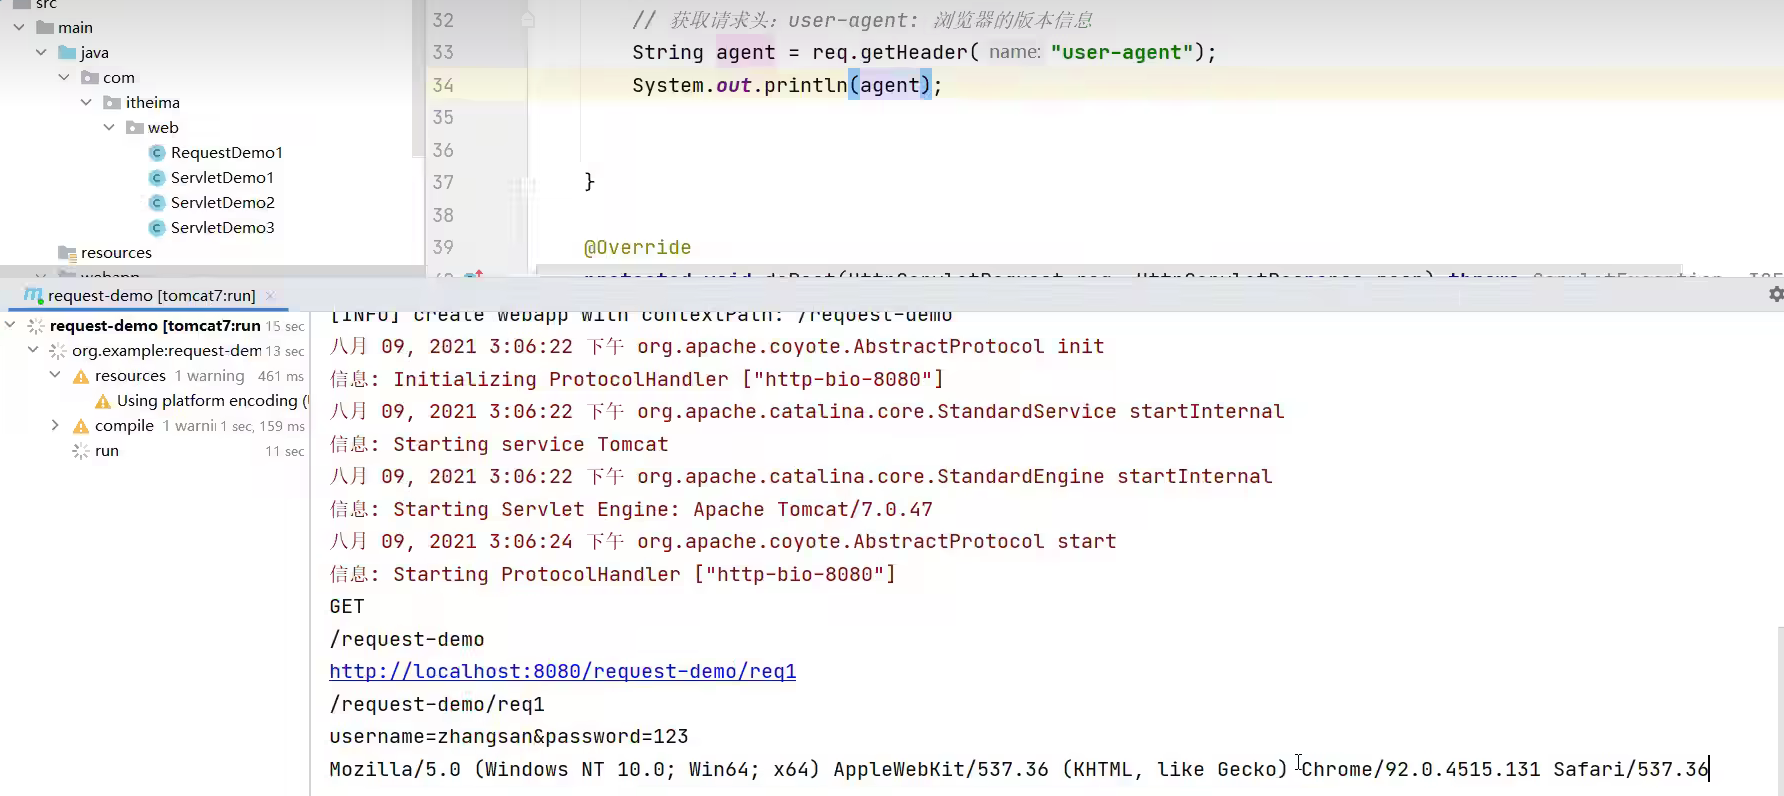 src
main
java
com
itheima
web
RequestDemo1
ServletDemo1
ServletDemo2
ServletDemo3
resources
webapp
32 // 获取请求头: user-agent: 浏览器的版本信息
33 String agent = req.getHeader( name: "user-agent");
34 System.out.println(agent);
35
36
37 }
38
39 @Override
protected void doPost(HttpServletRequest req, HttpServletResponse resp) throws ServletException, IOE
request-demo [tomcat7:run] ×
request-demo [tomcat7:run 15 sec
org.example:request-dem 13 sec
resources 1 warning 461 ms
Using platform encoding (
compile 1 warni 1 sec, 159 ms
run 11 sec
[INFO] create webapp with contextPath: /request-demo
八月 09, 2021 3:06:22 下午 org.apache.coyote.AbstractProtocol init
信息: Initializing ProtocolHandler ["http-bio-8080"]
八月 09, 2021 3:06:22 下午 org.apache.catalina.core.StandardService startInternal
信息: Starting service Tomcat
八月 09, 2021 3:06:22 下午 org.apache.catalina.core.StandardEngine startInternal
信息: Starting Servlet Engine: Apache Tomcat/7.0.47
八月 09, 2021 3:06:24 下午 org.apache.coyote.AbstractProtocol start
信息: Starting ProtocolHandler ["http-bio-8080"]
GET
/request-demo
http://localhost:8080/request-demo/req1
/request-demo/req1
username=zhangsan&password=123
Mozilla/5.0 (Windows NT 10.0; Win64; x64) AppleWebKit/537.36 (KHTML, like Gecko) Chrome/92.0.4515.131 Safari/537.36